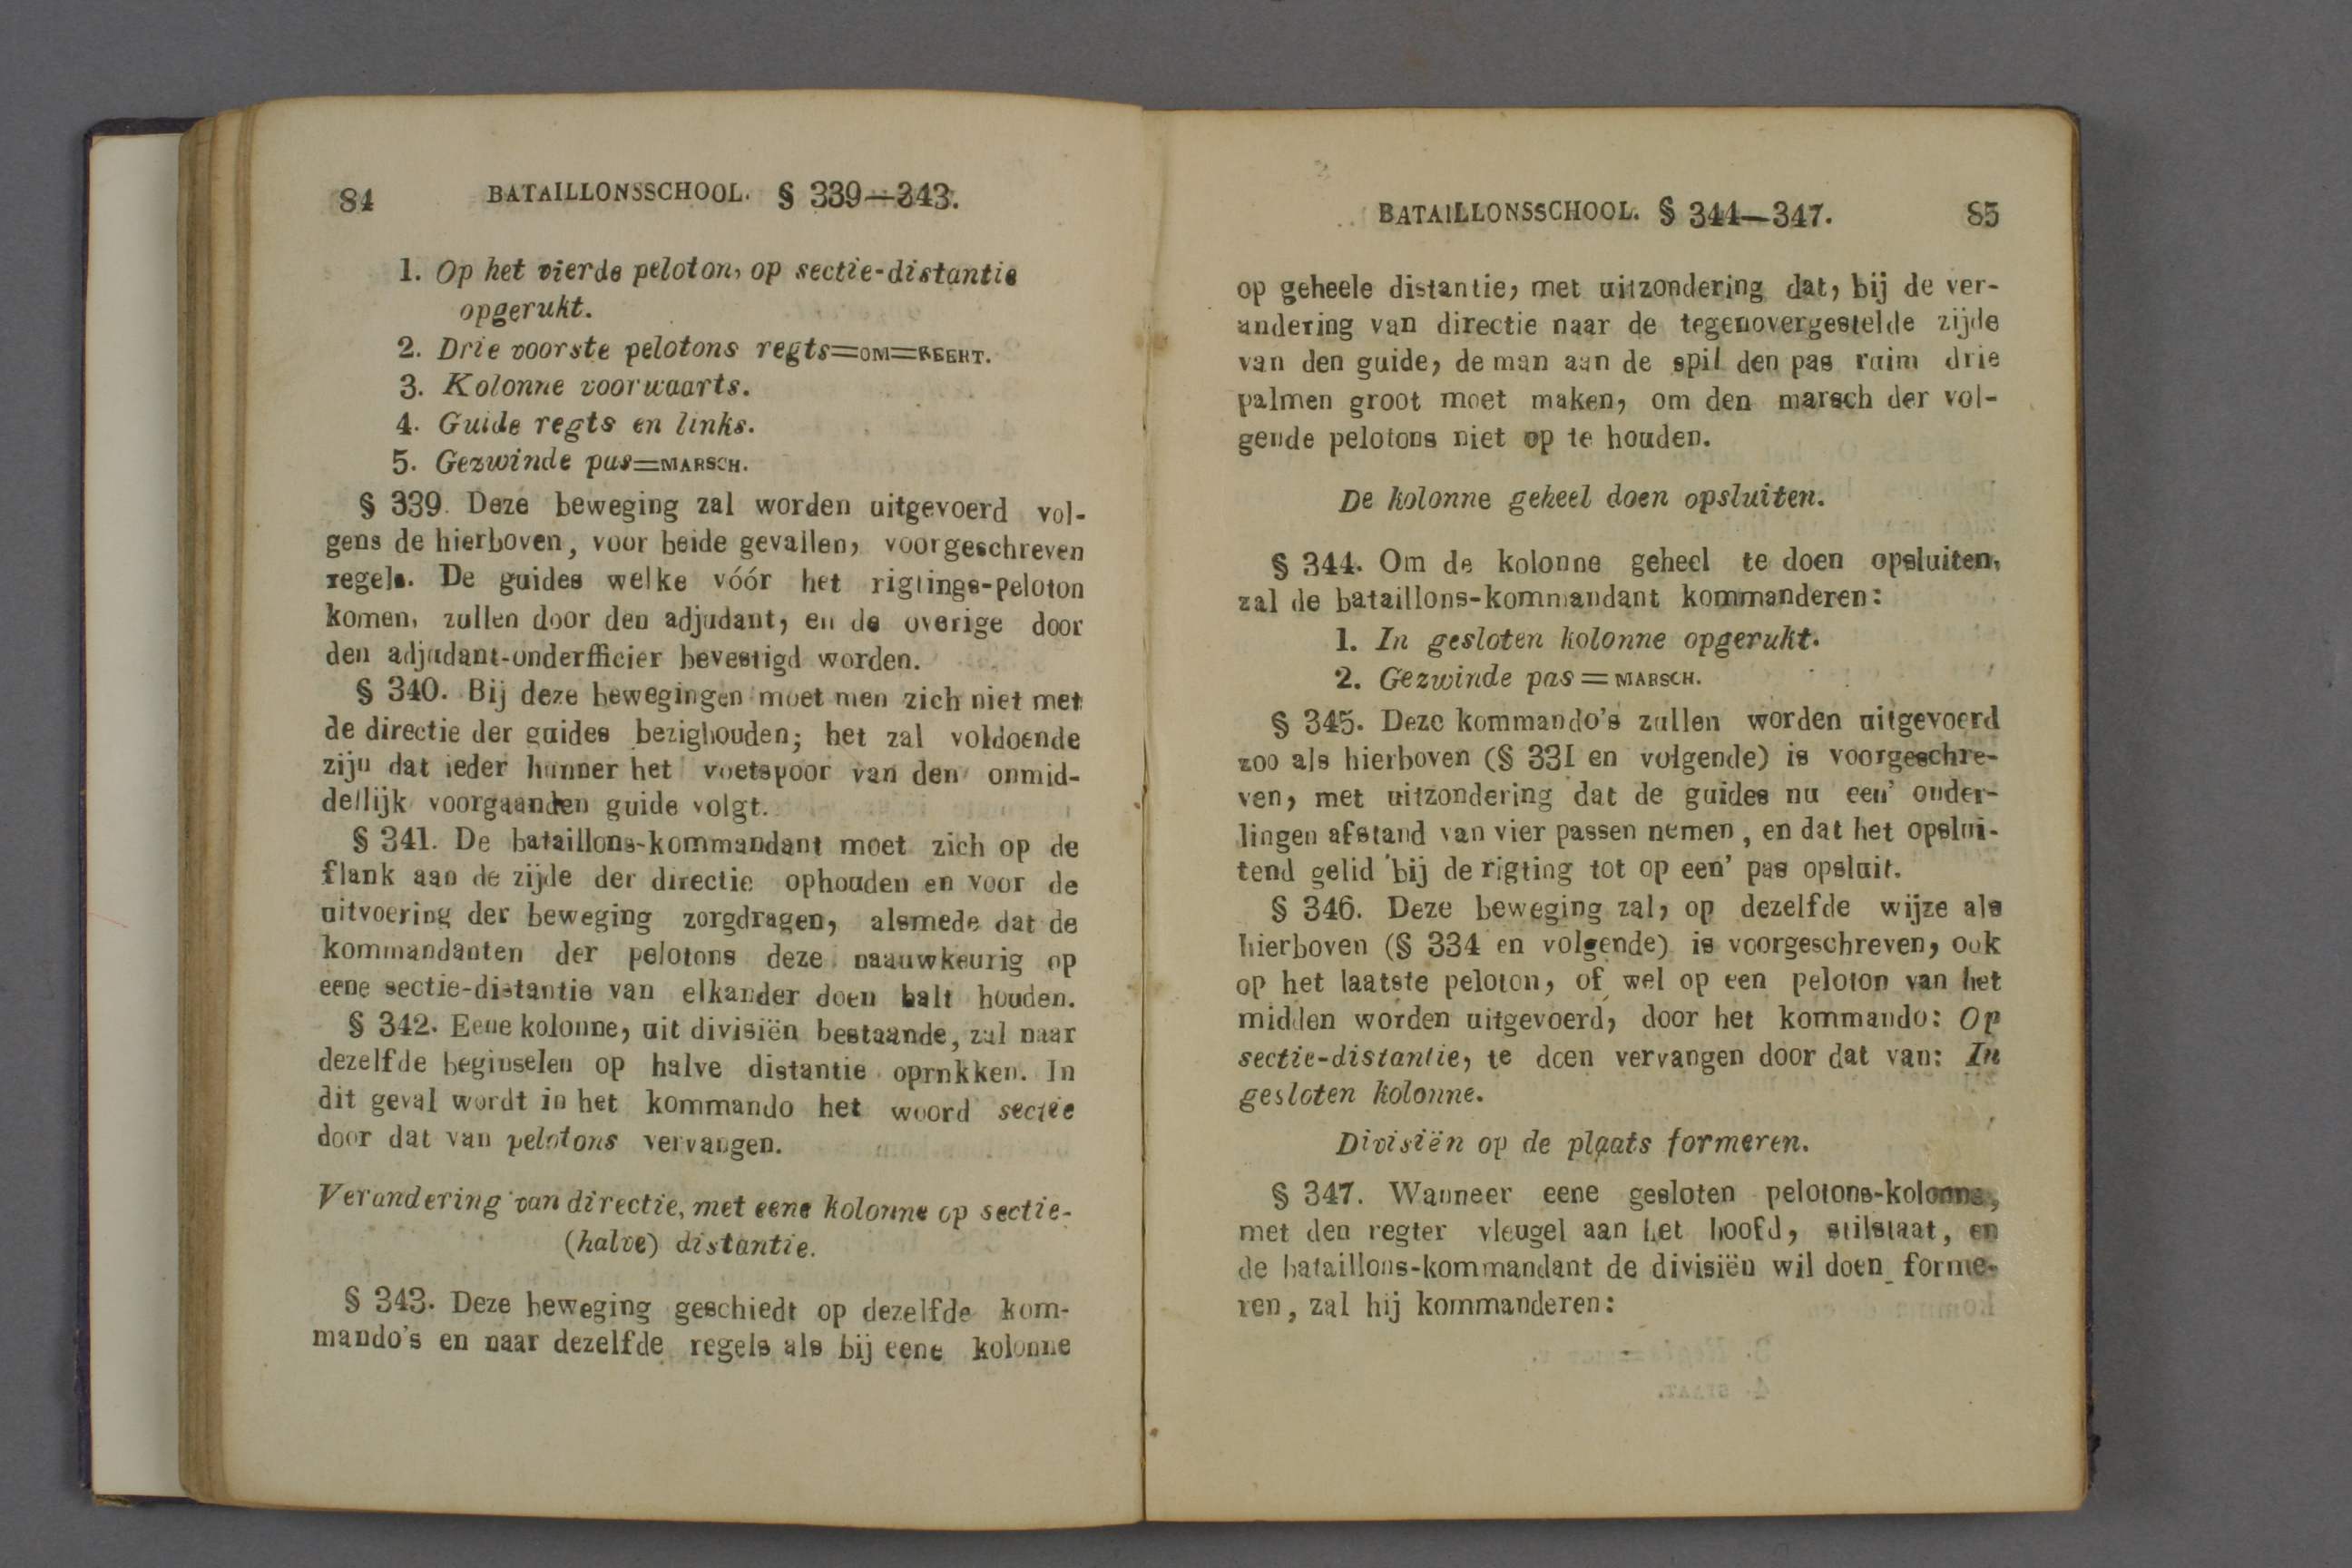 84 BATAILLONSSCHOOL. § 339—343.
1. Op het vierde peloton, op sectie-distantie
opgerukt.
2. Drie voorste pelotons regts=OM=KEERT.
3. Kolonne voorwaarts.
4. Guide regts en links.
5. Gezwinde pas=MARSCH.
§ 339. Deze beweging zal worden uitgevoerd vol-
gens de hierboven, voor beide gevallen, voorgeschreven
regels. De guides welke vóór het rigtings-peloton
komen, zullen door den adjudant, en de overige door
den adjudant-onderfficier bevestigd worden.
§ 340. Bij deze bewegingen moet men zich niet met
de directie der guides bezighouden; het zal voldoende
zijn dat ieder hunner het voetspoor van den onmid-
dellijk voorgaanden guide volgt.
§ 341. De bataillons-kommandant moet zich op de
flank aan de zijde der directie ophouden en voor de
uitvoering der beweging zorgdragen, alsmede dat de
kommandanten der pelotons deze naauwkeurig op
eene sectie-distantie van elkander doen halt houden.
§ 342. Eene kolonne, uit divisiën bestaande, zal naar
dezelfde beginselen op halve distantie oprnkken. In
dit geval wordt in het kommando het woord sectie
door dat van pelotons vervangen.
Verandering van directie, met eene kolonne op sectie-
(halve) distantie.
§ 343. Deze beweging geschiedt op dezelfde kom-
mando's en naar dezelfde regels als bij eene kolonne
BATAILLONSSCHOOL. § 344—347. 85
op geheele distantie, met uitzondering dat, bij de ver-
andering van directie naar de tegenovergestelde zijde
van den guide, de man aan de spil den pas ruim drie
palmen groot moet maken, om den marsch der vol-
gende pelotons niet op te houden.
De kolonne geheel doen opsluiten.
§ 344. Om de kolonne geheel te doen opsluiten,
zal de bataillons-kommandant kommanderen:
1. In gesloten kolonne opgerukt.
2. Gezwinde pas=MARSCH.
§ 345. Deze kommando's zullen worden uitgevoerd
zoo als hierboven (§ 331 en volgende) is voorgeschre-
ven, met uitzondering dat de guides nu een' onder-
lingen afstand van vier passen nemen, en dat het opslui-
tend gelid bij de rigting tot op een' pas opsluit.
§ 346. Deze beweging zal, op dezelfde wijze als
hierboven (§ 334 en volgende) is voorgeschreven, ook
op het laatste peloton, of wel op een peloton van het
midden worden uitgevoerd, door het kommando: Op
sectie-distantie, te doen vervangen door dat van: In
gesloten kolonne.
Divisiën op de plaats formeren.
§ 347. Wanneer eene gesloten pelotons-kolonne,
met den regter vleugel aan het hoofd, stilstaat, en
de bataillons-kommandant de divisiën wil doen forme-
ren, zal hij kommanderen: